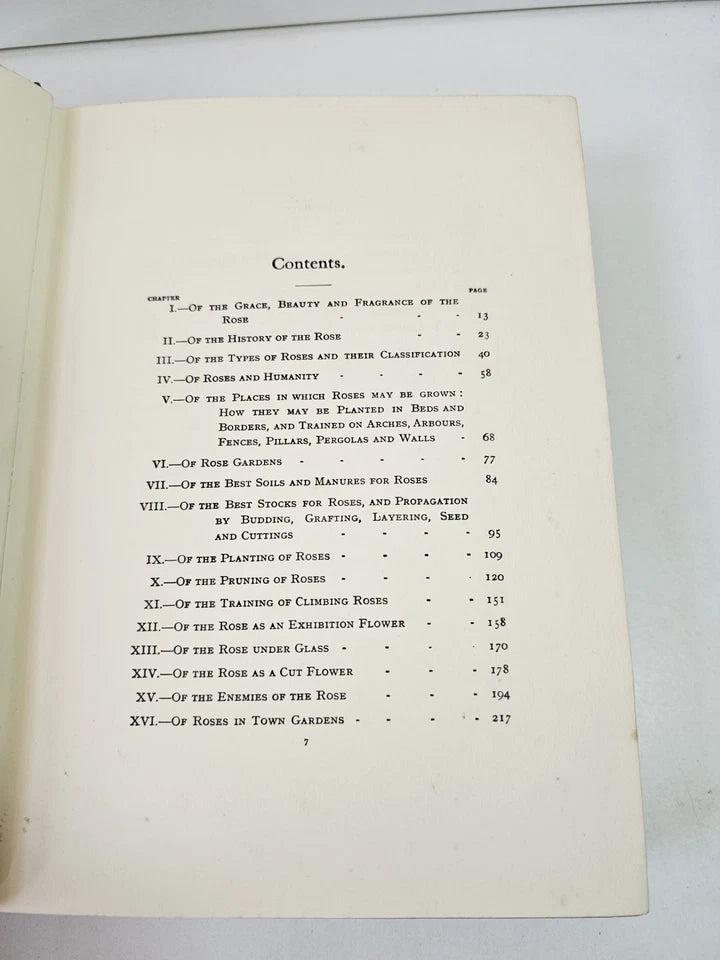 Contents.
CHAPTER PAGE
I.—Of the Grace, Beauty and Fragrance of the
Rose - - - 13
II.—Of the History of the Rose - - 23
III.—Of the Types of Roses and their Classification 40
IV.—Of Roses and Humanity - - - - 58
V.—Of the Places in which Roses may be grown:
How they may be Planted in Beds and
Borders, and Trained on Arches, Arbours,
Fences, Pillars, Pergolas and Walls - 68
VI.—Of Rose Gardens - - - - - 77
VII.—Of the Best Soils and Manures for Roses 84
VIII.—Of the Best Stocks for Roses, and Propagation
by Budding, Grafting, Layering, Seed
and Cuttings - - - - 95
IX.—Of the Planting of Roses - - - - 109
X.—Of the Pruning of Roses - - - - 120
XI.—Of the Training of Climbing Roses - - 151
XII.—Of the Rose as an Exhibition Flower - - 158
XIII.—Of the Rose under Glass - - - - 170
XIV.—Of the Rose as a Cut Flower - - - 178
XV.—Of the Enemies of the Rose - - - 194
XVI.—Of Roses in Town Gardens - - - - 217
7